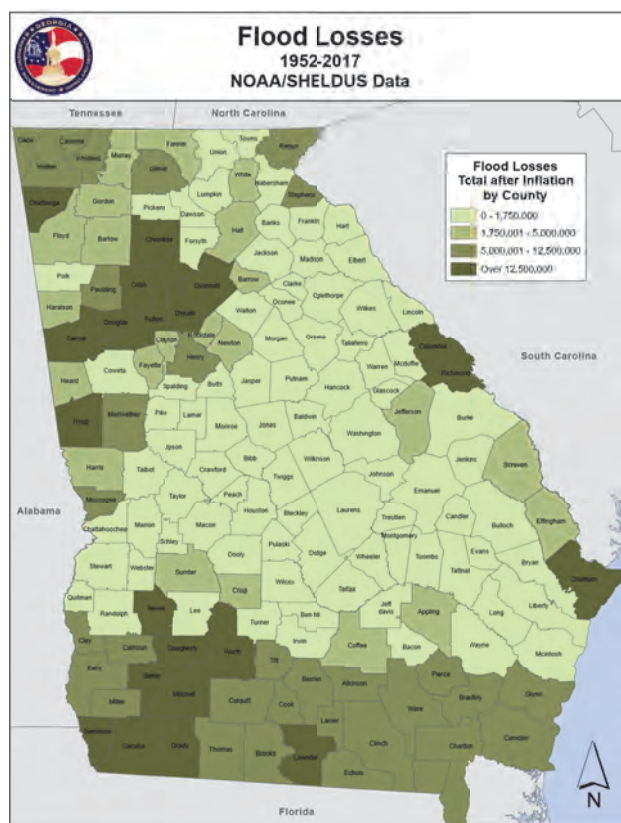 GEORGIA
Flood Losses
1952-2017
NOAA/SHELDUS Data
Tennessee
North Carolina
Flood Losses
Total after Inflation
by County
0 - 1,750,000
1,750,001 - 5,000,000
5,000,001 - 12,500,000
Over 12,500,000
Dade
Catoosa
Walker
Whitfield
Murray
Fannin
Union
Towns
Rabun
Gilmer
White
Habersham
Stephens
Lumpkin
Chattooga
Gordon
Pickens
Dawson
Banks
Franklin
Hart
Floyd
Bartow
Cherokee
Forsyth
Hall
Jackson
Madison
Elbert
Polk
Cobb
Gwinnett
Barrow
Clarke
Oconee
Oglethorpe
Wilkes
Lincoln
Haralson
Paulding
Douglas
Fulton
Dekalb
Walton
Morgan
Greene
Taliaferro
Columbia
Carroll
Clayton
Rockdale
Newton
Henry
Warren
Mcduffie
Richmond
South Carolina
Heard
Coweta
Fayette
Spalding
Butts
Jasper
Putnam
Hancock
Glascock
Troup
Meriwether
Pike
Lamar
Monroe
Jones
Baldwin
Washington
Jefferson
Burke
Jpson
Bibb
Wilkinson
Johnson
Jenkins
Screven
Harris
Talbot
Crawford
Twiggs
Emanuel
Muscogee
Taylor
Peach
Houston
Bleckley
Laurens
Treutlen
Candler
Bulloch
Effingham
Alabama
Chattahoochee
Marion
Macon
Schley
Pulaski
Dodge
Wheeler
Montgomery
Toombs
Evans
Tattnall
Bryan
Chatham
Stewart
Webster
Sumter
Dooly
Crisp
Wilcox
Telfair
Quitman
Randolph
Terrell
Lee
Turner
Ben Hil
Irwin
Jeff
davis
Appling
Long
Liberty
Clay
Calhoun
Dougherty
Worth
Coffee
Bacon
Wayne
Mcintosh
Early
Baker
Tift
Berrien
Atkinson
Pierce
Miller
Mitchell
Colquitt
Cook
Lanier
Ware
Brantley
Glynn
Seminole
Decatur
Grady
Thomas
Brooks
Lowndes
Clinch
Echols
Charlton
Camden
N
Florida